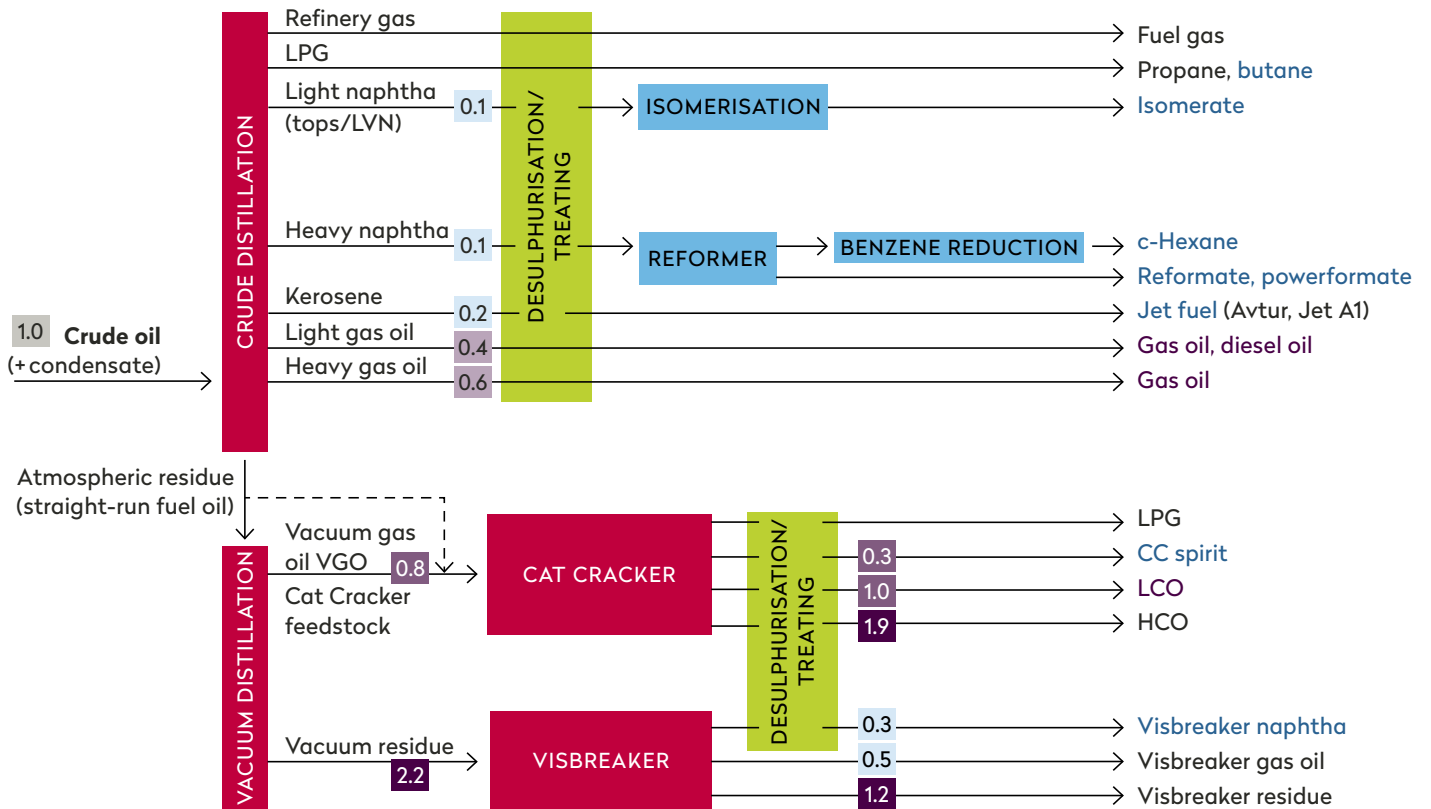 Refinery gas
Fuel gas
LPG
Propane, butane
Light naphtha
(tops/LVN)
0.1
ISOMERISATION
Isomerate
CRUDE DISTILLATION
DESULPHURISATION/
TREATING
Heavy naphtha
0.1
REFORMER
BENZENE REDUCTION
c-Hexane
Reformate, powerformate
Kerosene
0.2
Jet fuel (Avtur, Jet A1)
1.0 Crude oil
(+condensate)
Light gas oil
0.4
Gas oil, diesel oil
Heavy gas oil
0.6
Gas oil
Atmospheric residue
(straight-run fuel oil)
VACUUM DISTILLATION
Vacuum gas
oil VGO
0.8
Cat Cracker
feedstock
CAT CRACKER
DESULPHURISATION/
TREATING
LPG
0.3
CC spirit
1.0
LCO
1.9
HCO
Vacuum residue
2.2
VISBREAKER
0.3
Visbreaker naphtha
0.5
Visbreaker gas oil
1.2
Visbreaker residue